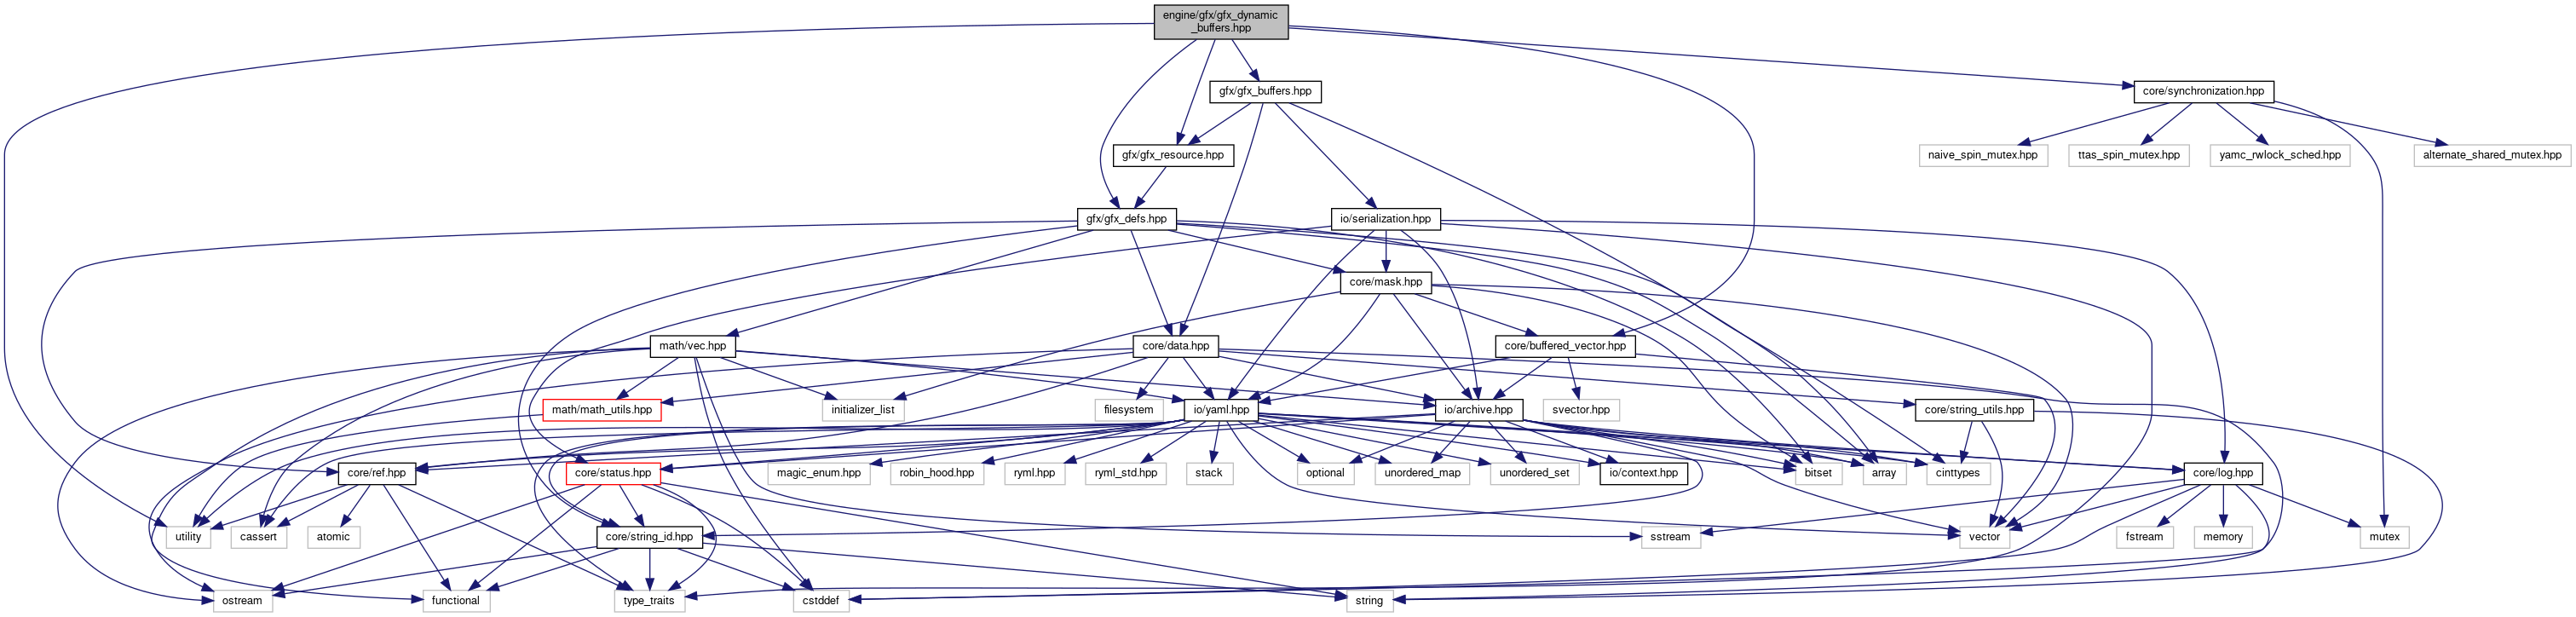 engine/gfx/gfx_dynamic
_buffers.hpp
gfx/gfx_buffers.hpp
core/synchronization.hpp
gfx/gfx_resource.hpp
naive_spin_mutex.hpp
ttas_spin_mutex.hpp
yamc_rwlock_sched.hpp
alternate_shared_mutex.hpp
gfx/gfx_defs.hpp
io/serialization.hpp
core/mask.hpp
math/vec.hpp
core/data.hpp
core/buffered_vector.hpp
math/math_utils.hpp
initializer_list
filesystem
io/yaml.hpp
io/archive.hpp
svector.hpp
core/string_utils.hpp
core/ref.hpp
core/status.hpp
magic_enum.hpp
robin_hood.hpp
ryml.hpp
ryml_std.hpp
stack
optional
unordered_map
unordered_set
io/context.hpp
bitset
array
cinttypes
core/log.hpp
utility
cassert
atomic
core/string_id.hpp
sstream
vector
fstream
memory
mutex
ostream
functional
type_traits
cstddef
string